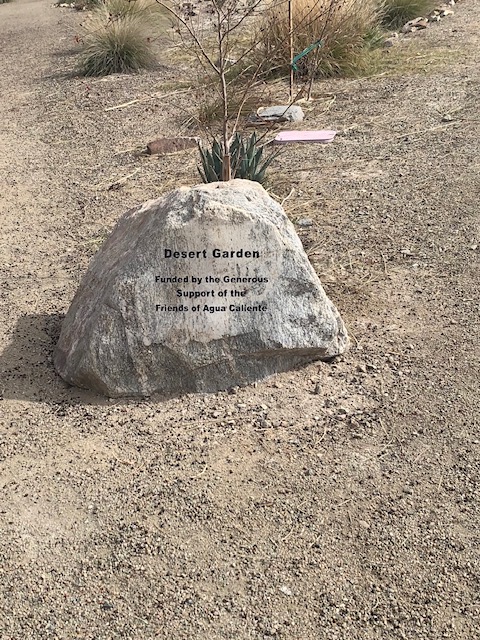 Desert Garden
Funded by the Generous
Support of the
Friends of Agua Caliente